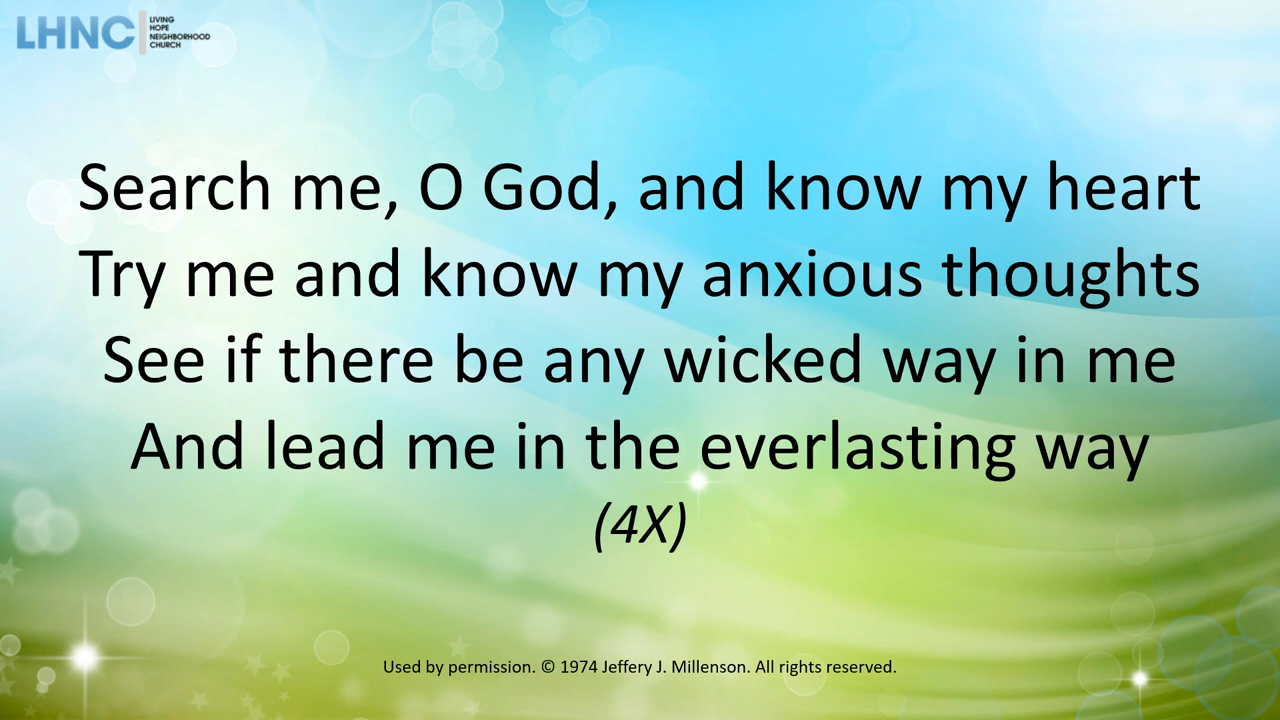 LHNC
LIVING
HOPE
NEIGHBORHOOD
CHURCH
Search me, O God, and know my heart
Try me and know my anxious thoughts
See if there be any wicked way in me
And lead me in the everlasting way
(4X)
Used by permission. © 1974 Jeffery J. Millenson. All rights reserved.